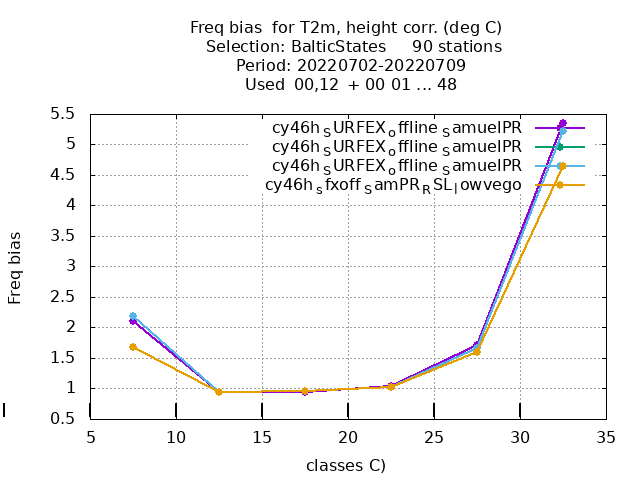 Freq bias  for T2m, height corr. (deg C)
Selection: BalticStates     90 stations
Period: 20220702-20220709
Used  00,12 + 00 01 ... 48
cy46h_SURFEX_offline_SamuelPR
cy46h_SURFEX_offline_SamuelPR
cy46h_SURFEX_offline_SamuelPR
cy46h_sfxoff_SamPR_RSL_lowvego
5.5
5
4.5
4
3.5
3
2.5
2
1.5
1
0.5
Freq bias
5 10 15 20 25 30 35
classes C)